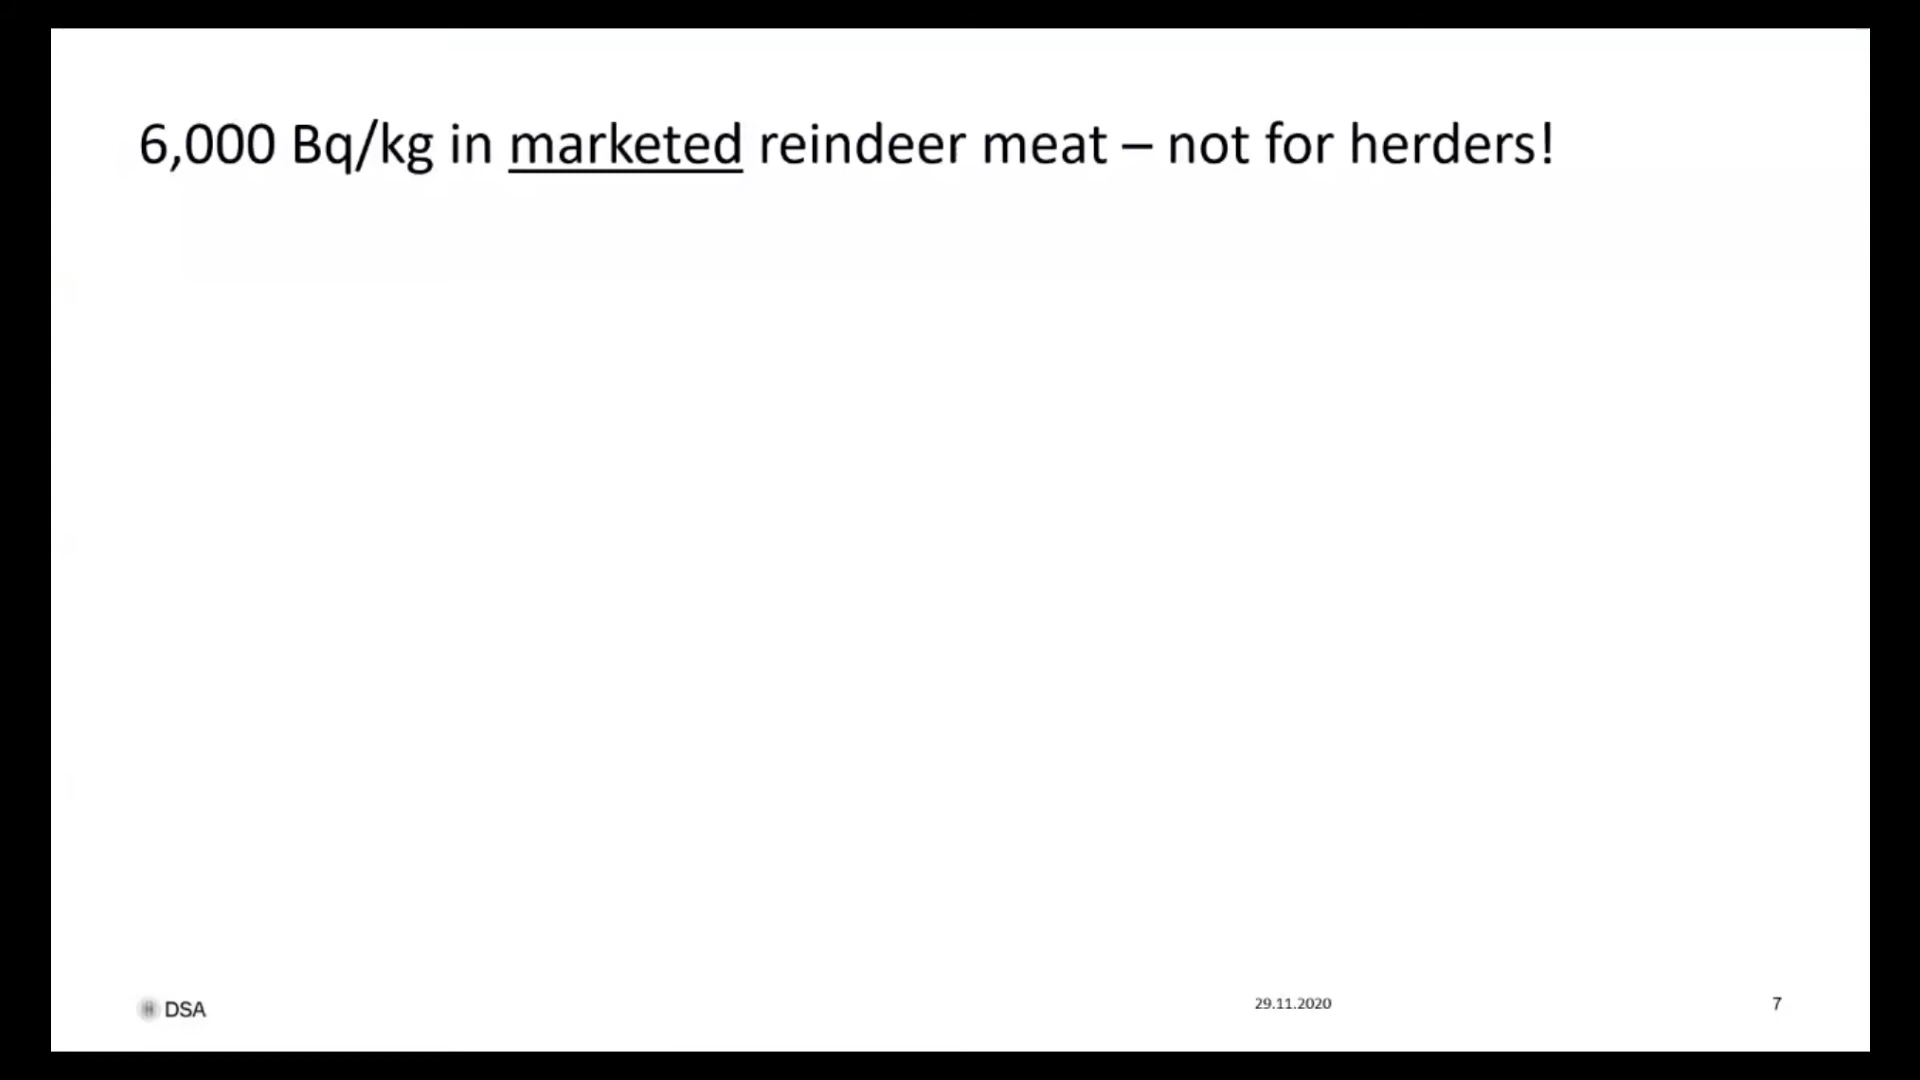 6,000 Bq/kg in marketed reindeer meat – not for herders!
DSA
29.11.2020
7